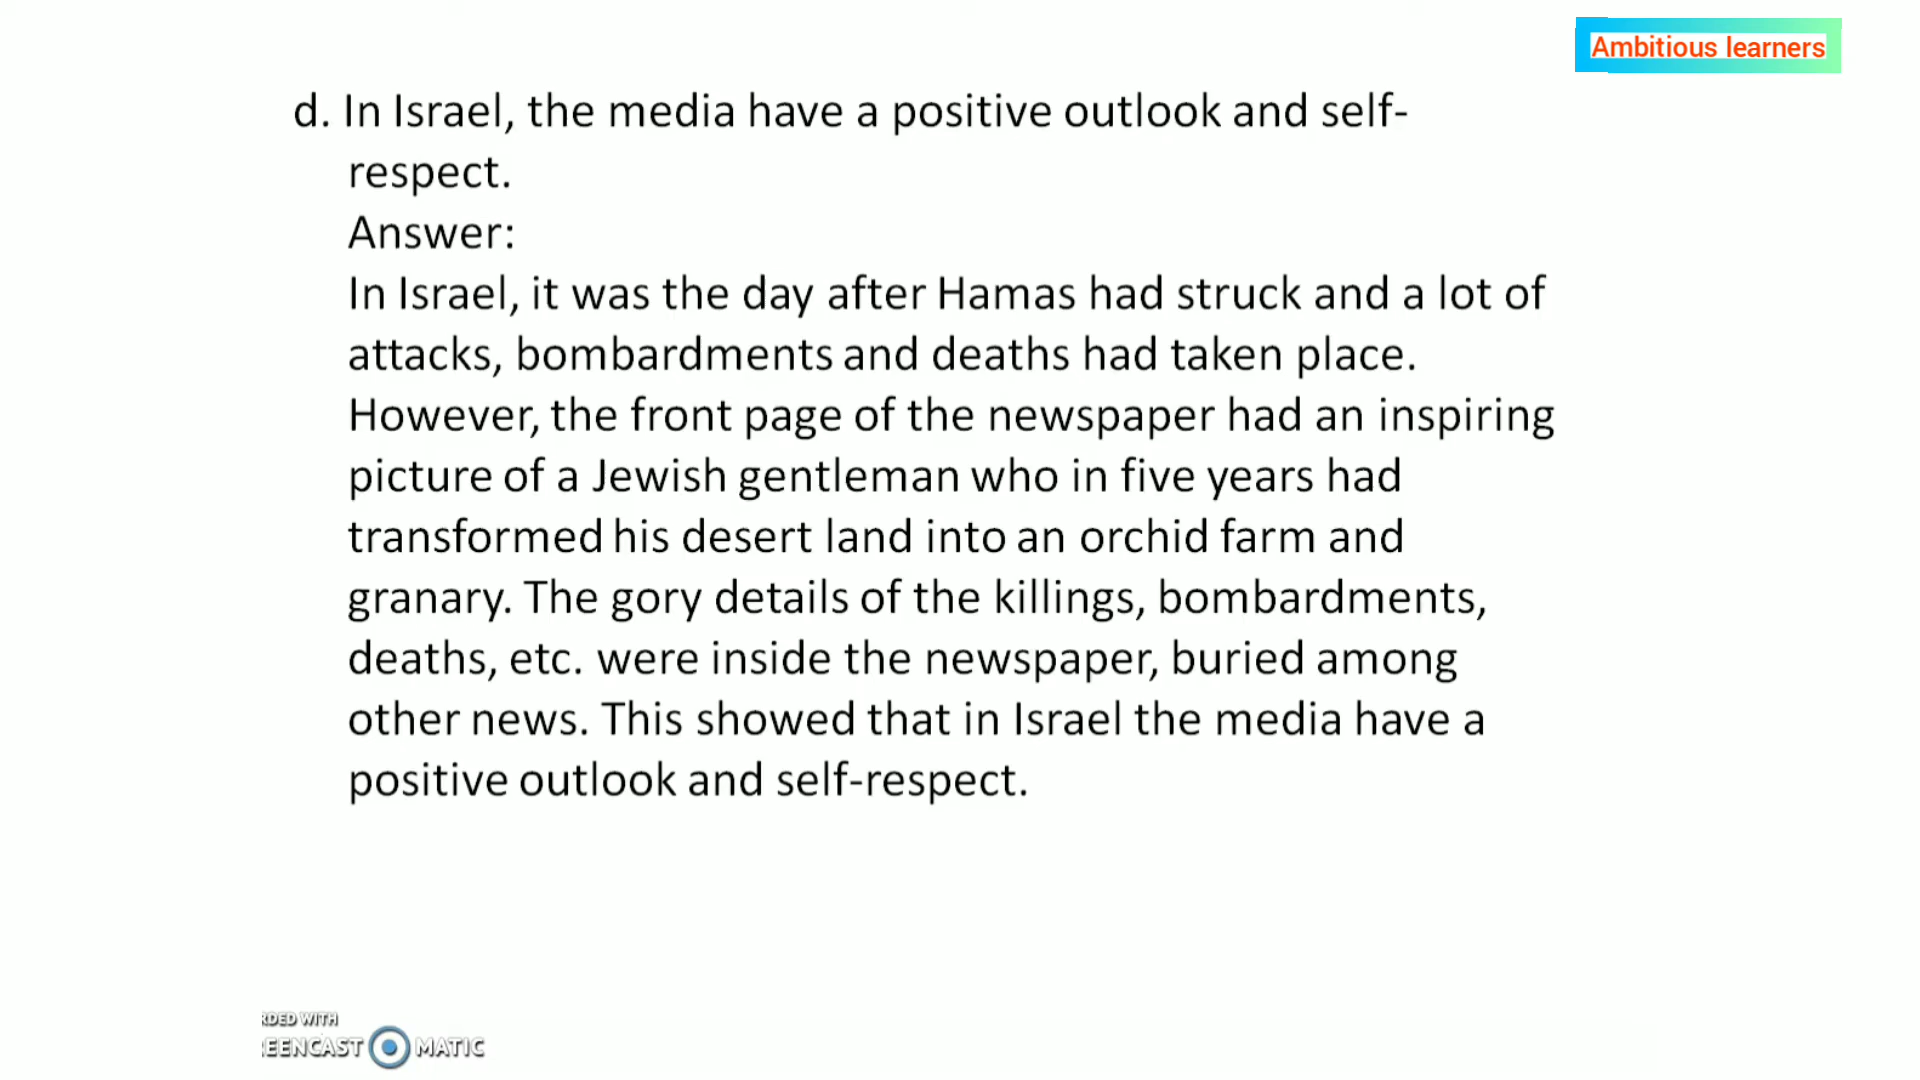 Ambitious learners
d. In Israel, the media have a positive outlook and self-
respect.
Answer:
In Israel, it was the day after Hamas had struck and a lot of
attacks, bombardments and deaths had taken place.
However, the front page of the newspaper had an inspiring
picture of a Jewish gentleman who in five years had
transformed his desert land into an orchid farm and
granary. The gory details of the killings, bombardments,
deaths, etc. were inside the newspaper, buried among
other news. This showed that in Israel the media have a
positive outlook and self-respect.
RDED WITH
EENCAST MATIC